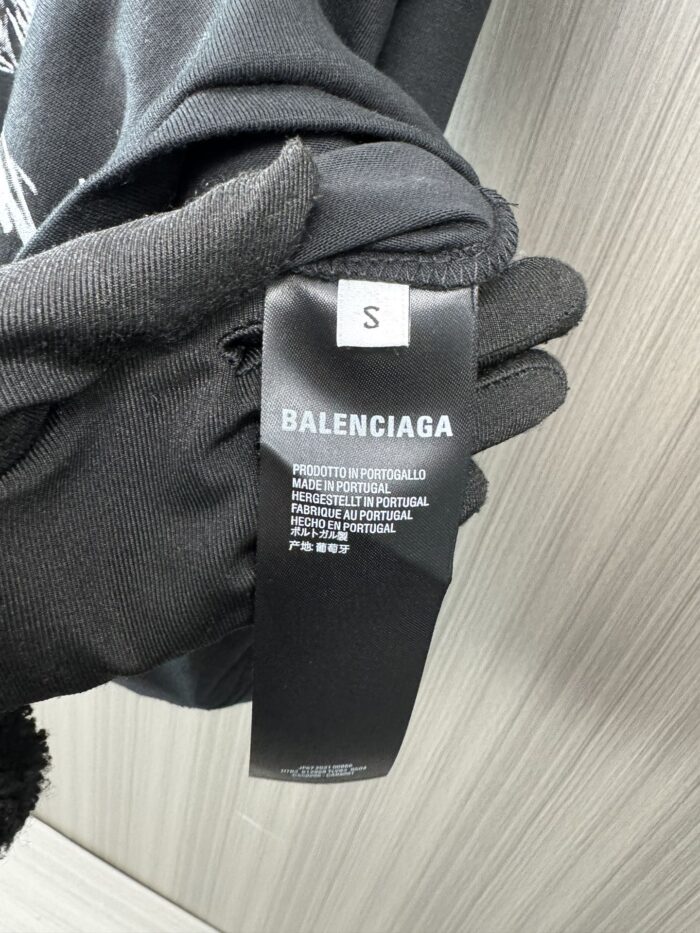 S
BALENCIAGA
PRODOTTO IN PORTOGALLO
MADE IN PORTUGAL
HERGESTELLT IN PORTUGAL
FABRIQUE AU PORTUGAL
HECHO EN PORTUGAL
ポルトガル製
产地: 葡萄牙